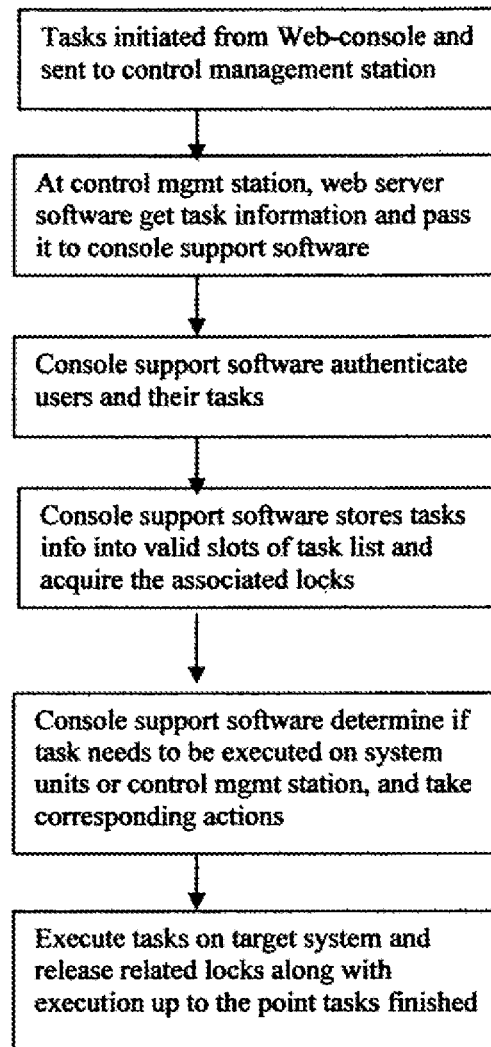 Tasks initiated from Web-console and
sent to control management station
At control mgmt station, web server
software get task information and pass
it to console support software
Console support software authenticate
users and their tasks
Console support software stores tasks
info into valid slots of task list and
acquire the associated locks
Console support software determine if
task needs to be executed on system
units or control mgmt station, and take
corresponding actions
Execute tasks on target system and
release related locks along with
execution up to the point tasks finished